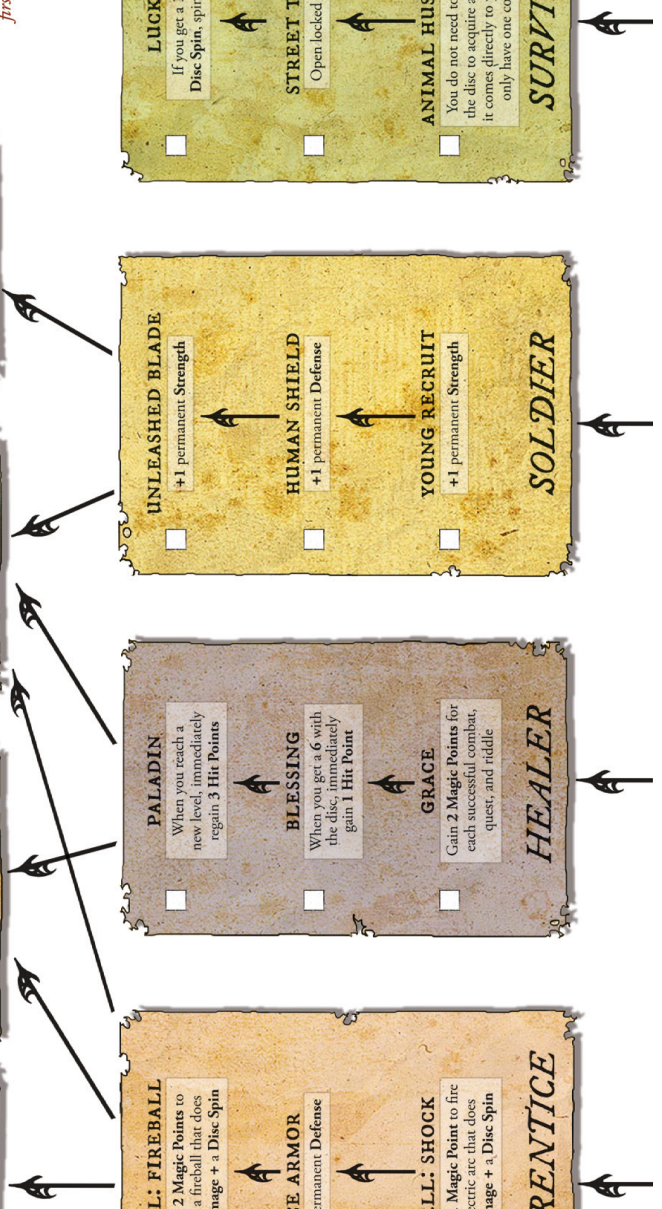 firs
L: FIREBALL
2 Magic Points to
a fireball that does
mage + a Disc Spin
E ARMOR
ermanent Defense
LL: SHOCK
Magic Point to fire
ectric arc that does
mage + a Disc Spin
RENTICE
PALADIN
When you reach a
new level, immediately
regain 3 Hit Points
BLESSING
When you get a 6 with
the disc, immediately
gain 1 Hit Point
GRACE
Gain 2 Magic Points for
each successful combat,
quest, and riddle
HEALER
UNLEASHED BLADE
+1 permanent Strength
HUMAN SHIELD
+1 permanent Defense
YOUNG RECRUIT
+1 permanent Strength
SOLDIER
LUCK
If you get a
Disc Spin, spin
STREET T
Open locked
ANIMAL HUS
You do not need to
the disc to acquire a
it comes directly to
only have one co
SURVI